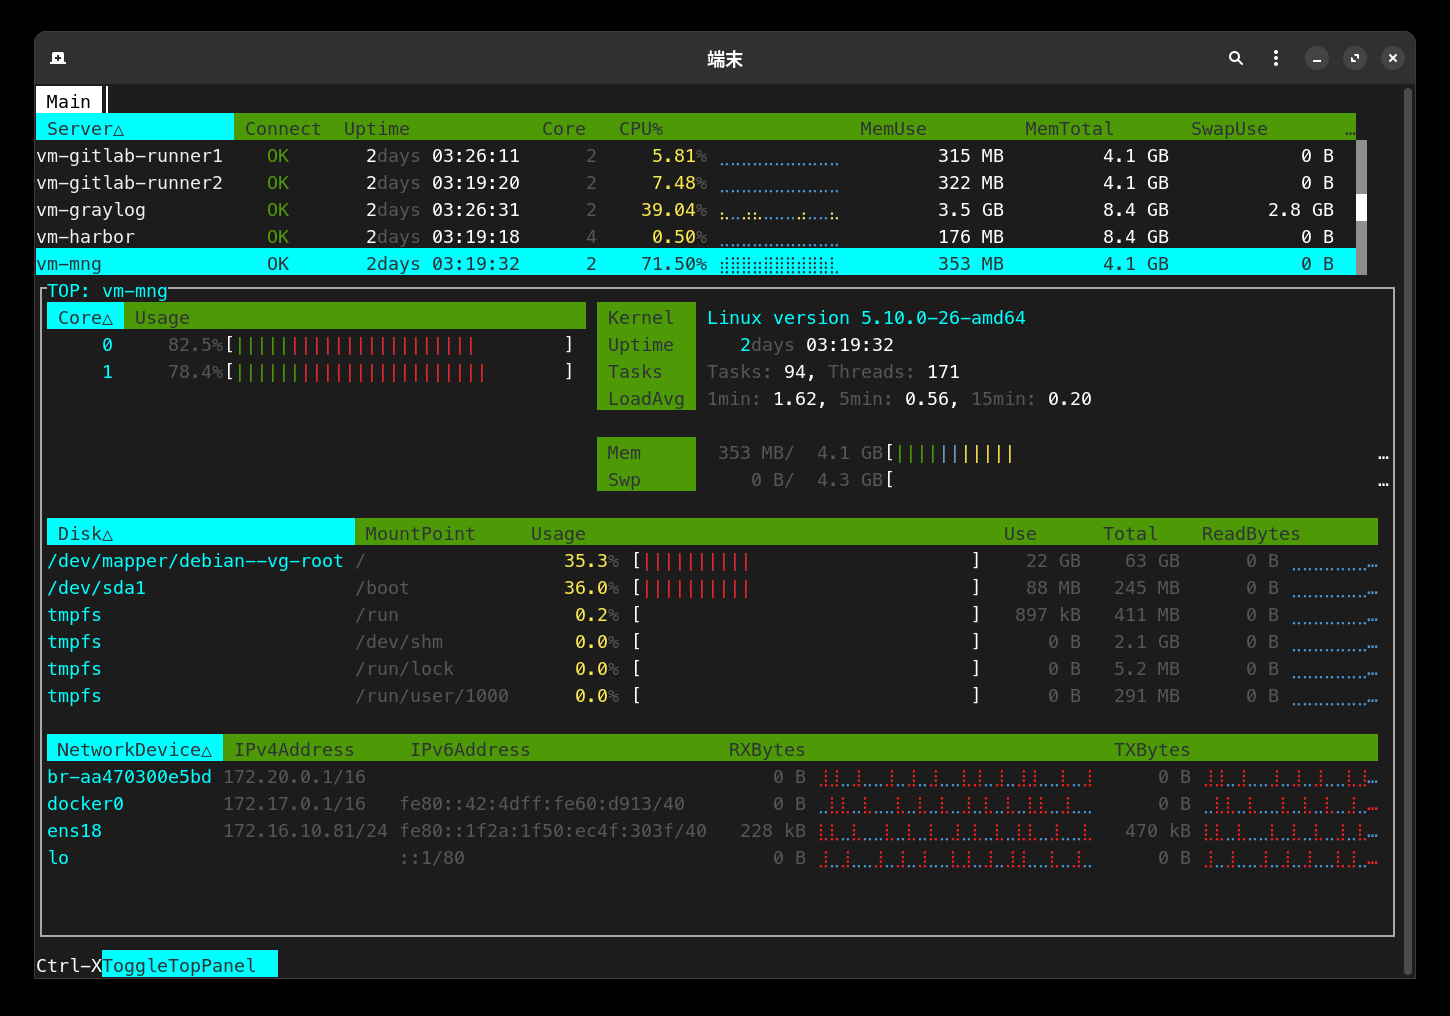 端末
Main
Server△ Connect Uptime Core CPU% MemUse MemTotal SwapUse …
vm-gitlab-runner1 OK 2days 03:26:11 2 5.81% 315 MB 4.1 GB 0 B
vm-gitlab-runner2 OK 2days 03:19:20 2 7.48% 322 MB 4.1 GB 0 B
vm-graylog OK 2days 03:26:31 2 39.04% 3.5 GB 8.4 GB 2.8 GB
vm-harbor OK 2days 03:19:18 4 0.50% 176 MB 8.4 GB 0 B
vm-mng OK 2days 03:19:32 2 71.50% 353 MB 4.1 GB 0 B
TOP: vm-mng
Core△ Usage Kernel Linux version 5.10.0-26-amd64
0 82.5%[||||||||||||||||||||||] Uptime 2days 03:19:32
1 78.4%[|||||||||||||||||||||||] Tasks Tasks: 94, Threads: 171
LoadAvg 1min: 1.62, 5min: 0.56, 15min: 0.20
Mem 353 MB/ 4.1 GB[||||||||||| …
Swp 0 B/ 4.3 GB[ …
Disk△ MountPoint Usage Use Total ReadBytes
/dev/mapper/debian--vg-root / 35.3% [||||||||||] 22 GB 63 GB 0 B …
/dev/sda1 /boot 36.0% [||||||||||] 88 MB 245 MB 0 B …
tmpfs /run 0.2% [ ] 897 kB 411 MB 0 B …
tmpfs /dev/shm 0.0% [ ] 0 B 2.1 GB 0 B …
tmpfs /run/lock 0.0% [ ] 0 B 5.2 MB 0 B …
tmpfs /run/user/1000 0.0% [ ] 0 B 291 MB 0 B …
NetworkDevice△ IPv4Address IPv6Address RXBytes TXBytes
br-aa470300e5bd 172.20.0.1/16 0 B 0 B …
docker0 172.17.0.1/16 fe80::42:4dff:fe60:d913/40 0 B 0 B …
ens18 172.16.10.81/24 fe80::1f2a:1f50:ec4f:303f/40 228 kB 470 kB …
lo ::1/80 0 B 0 B …
Ctrl-XToggleTopPanel